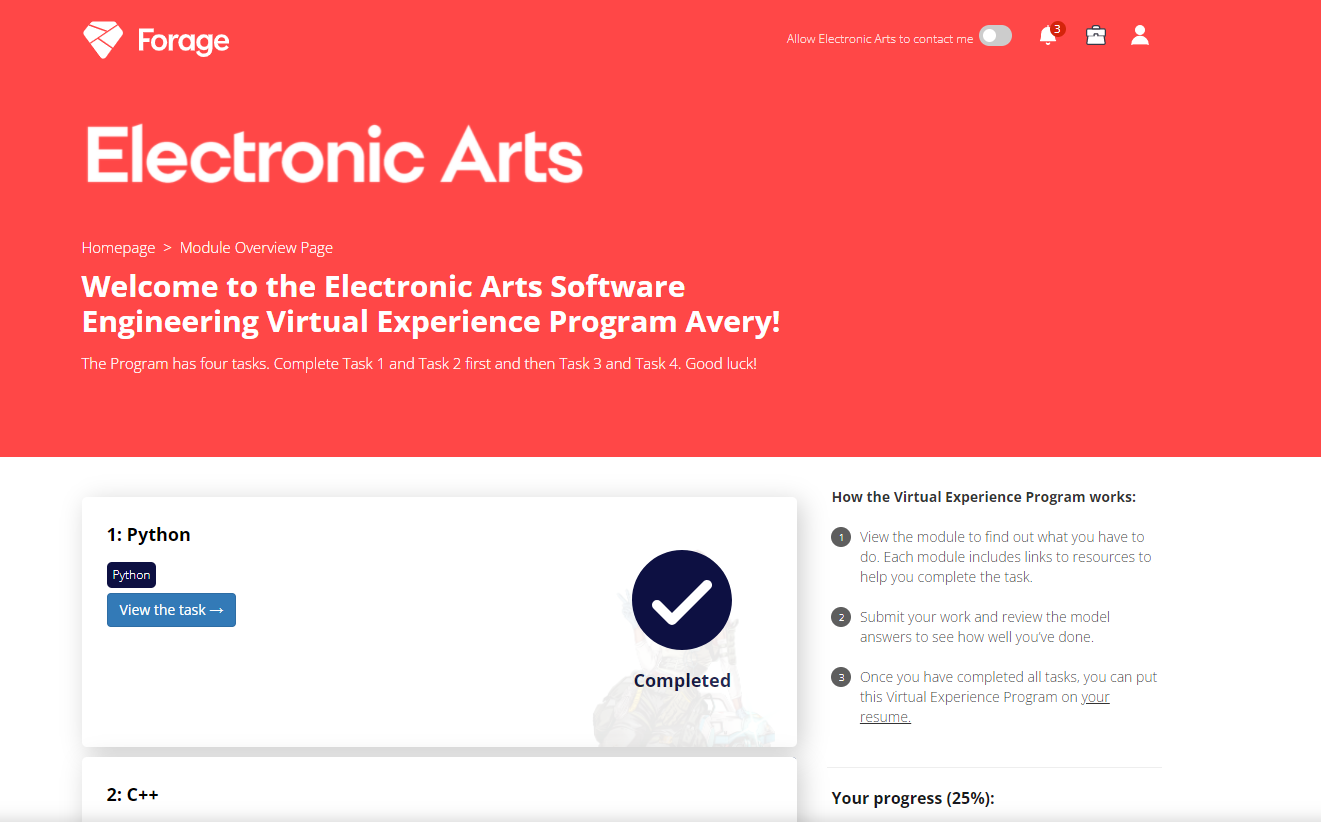 Forage
Allow Electronic Arts to contact me
3
Electronic Arts
Homepage > Module Overview Page
Welcome to the Electronic Arts Software
Engineering Virtual Experience Program Avery!
The Program has four tasks. Complete Task 1 and Task 2 first and then Task 3 and Task 4. Good luck!
1: Python
Python
View the task →
Completed
2: C++
How the Virtual Experience Program works:
1 View the module to find out what you have to
do. Each module includes links to resources to
help you complete the task.
2 Submit your work and review the model
answers to see how well you've done.
3 Once you have completed all tasks, you can put
this Virtual Experience Program on your
resume.
Your progress (25%):